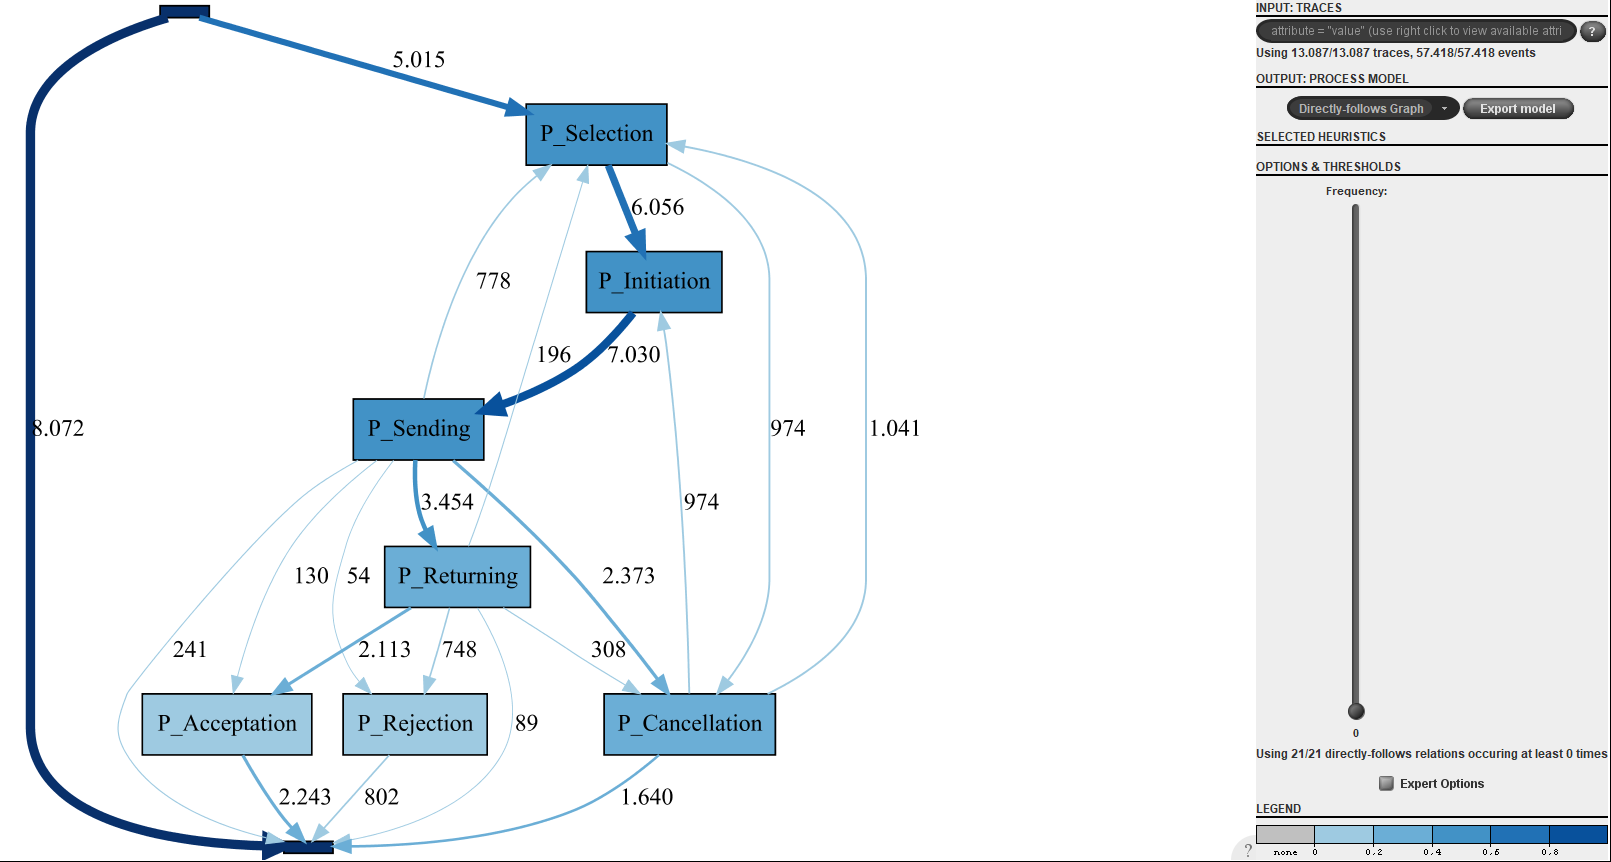 5.015
P_Selection
6.056
P_Initiation
778
196
7.030
P_Sending
8.072
974
1.041
3.454
974
P_Returning
130
54
2.373
241
2.113
748
308
P_Acceptation
P_Rejection
89
P_Cancellation
2.243
802
1.640
INPUT: TRACES
attribute = "value" (use right click to view available attri
?
Using 13.087/13.087 traces, 57.418/57.418 events
OUTPUT: PROCESS MODEL
Directly-follows Graph
Export model
SELECTED HEURISTICS
OPTIONS & THRESHOLDS
Frequency:
0
Using 21/21 directly-follows relations occuring at least 0 times
Expert Options
LEGEND
?
none 0 0.2 0.4 0.6 0.8